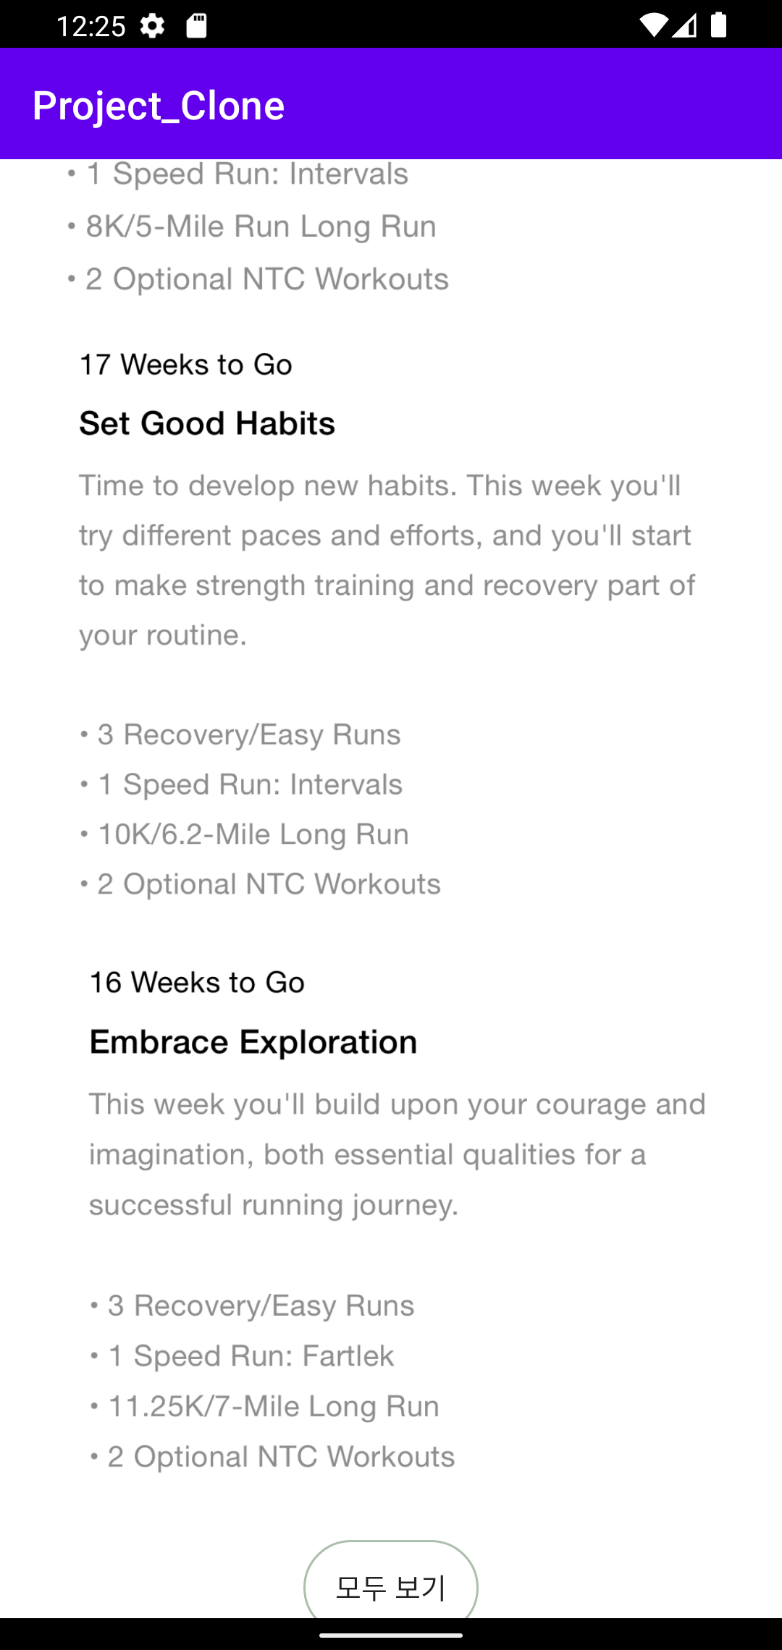 12:25
Project_Clone
• 1 Speed Run: Intervals
• 8K/5-Mile Run Long Run
• 2 Optional NTC Workouts
17 Weeks to Go
Set Good Habits
Time to develop new habits. This week you'll
try different paces and efforts, and you'll start
to make strength training and recovery part of
your routine.
• 3 Recovery/Easy Runs
• 1 Speed Run: Intervals
• 10K/6.2-Mile Long Run
• 2 Optional NTC Workouts
16 Weeks to Go
Embrace Exploration
This week you'll build upon your courage and
imagination, both essential qualities for a
successful running journey.
• 3 Recovery/Easy Runs
• 1 Speed Run: Fartlek
• 11.25K/7-Mile Long Run
• 2 Optional NTC Workouts
모두 보기